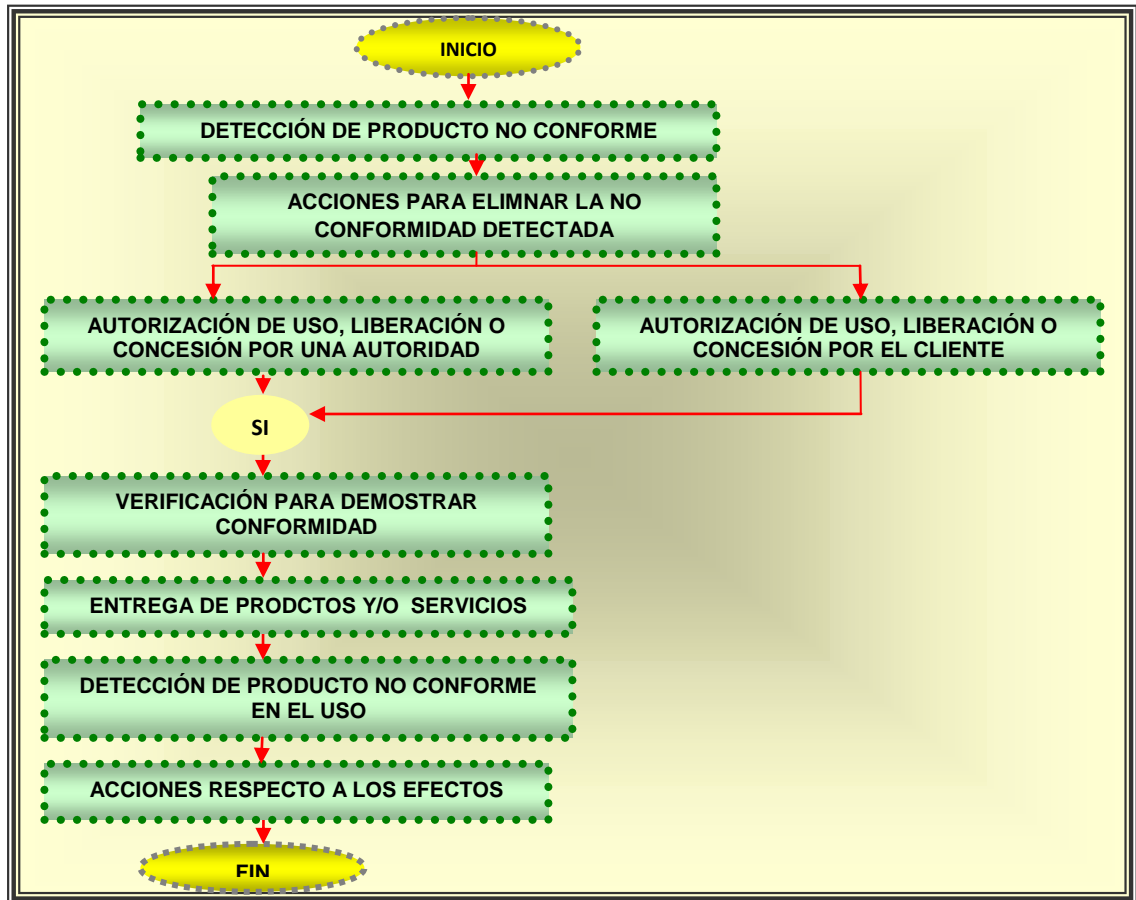 INICIO
DETECCIÓN DE PRODUCTO NO CONFORME
ACCIONES PARA ELIMNAR LA NO
CONFORMIDAD DETECTADA
AUTORIZACIÓN DE USO, LIBERACIÓN O
CONCESIÓN POR UNA AUTORIDAD
AUTORIZACIÓN DE USO, LIBERACIÓN O
CONCESIÓN POR EL CLIENTE
SI
VERIFICACIÓN PARA DEMOSTRAR
CONFORMIDAD
ENTREGA DE PRODCTOS Y/O SERVICIOS
DETECCIÓN DE PRODUCTO NO CONFORME
EN EL USO
ACCIONES RESPECTO A LOS EFECTOS
FIN